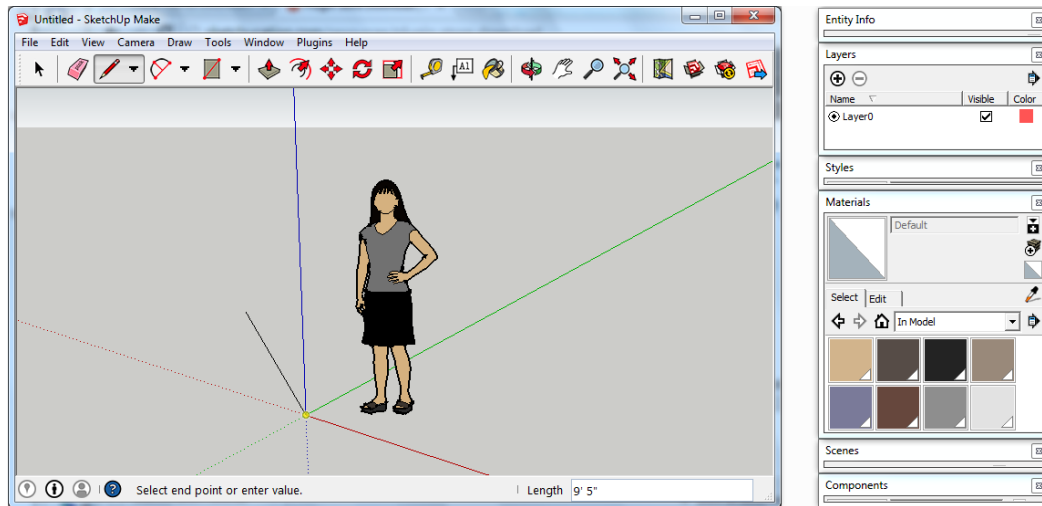 Untitled - SketchUp Make
File Edit View Camera Draw Tools Window Plugins Help
A1
Select end point or enter value.
Length 9' 5"
Entity Info
Layers
Name Visible Color
Layer0
Styles
Materials
Default
Select Edit
In Model
Scenes
Components